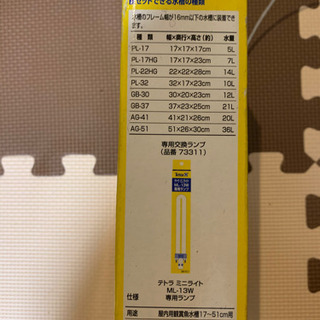 セットできる水槽の種類
水槽のフレーム幅が16mm以下の水槽に装着できます
種類 幅×奥行×高さ(約) 水量
PL-17 17×17×17cm 5L
PL-17HG 17×17×23cm 7L
PL-22HG 22×22×28cm 14L
PL-32 32×17×23cm 10L
GB-30 30×20×23cm 12L
GB-37 37×23×25cm 21L
AG-41 41×21×26cm 20L
AG-51 51×26×30cm 36L
専用交換ランプ
(品番 73311)
Tetra
ML-13W
仕様
テトラ ミニライト
ML-13W
専用ランプ
用途 屋内用観賞魚水槽17〜51cm用